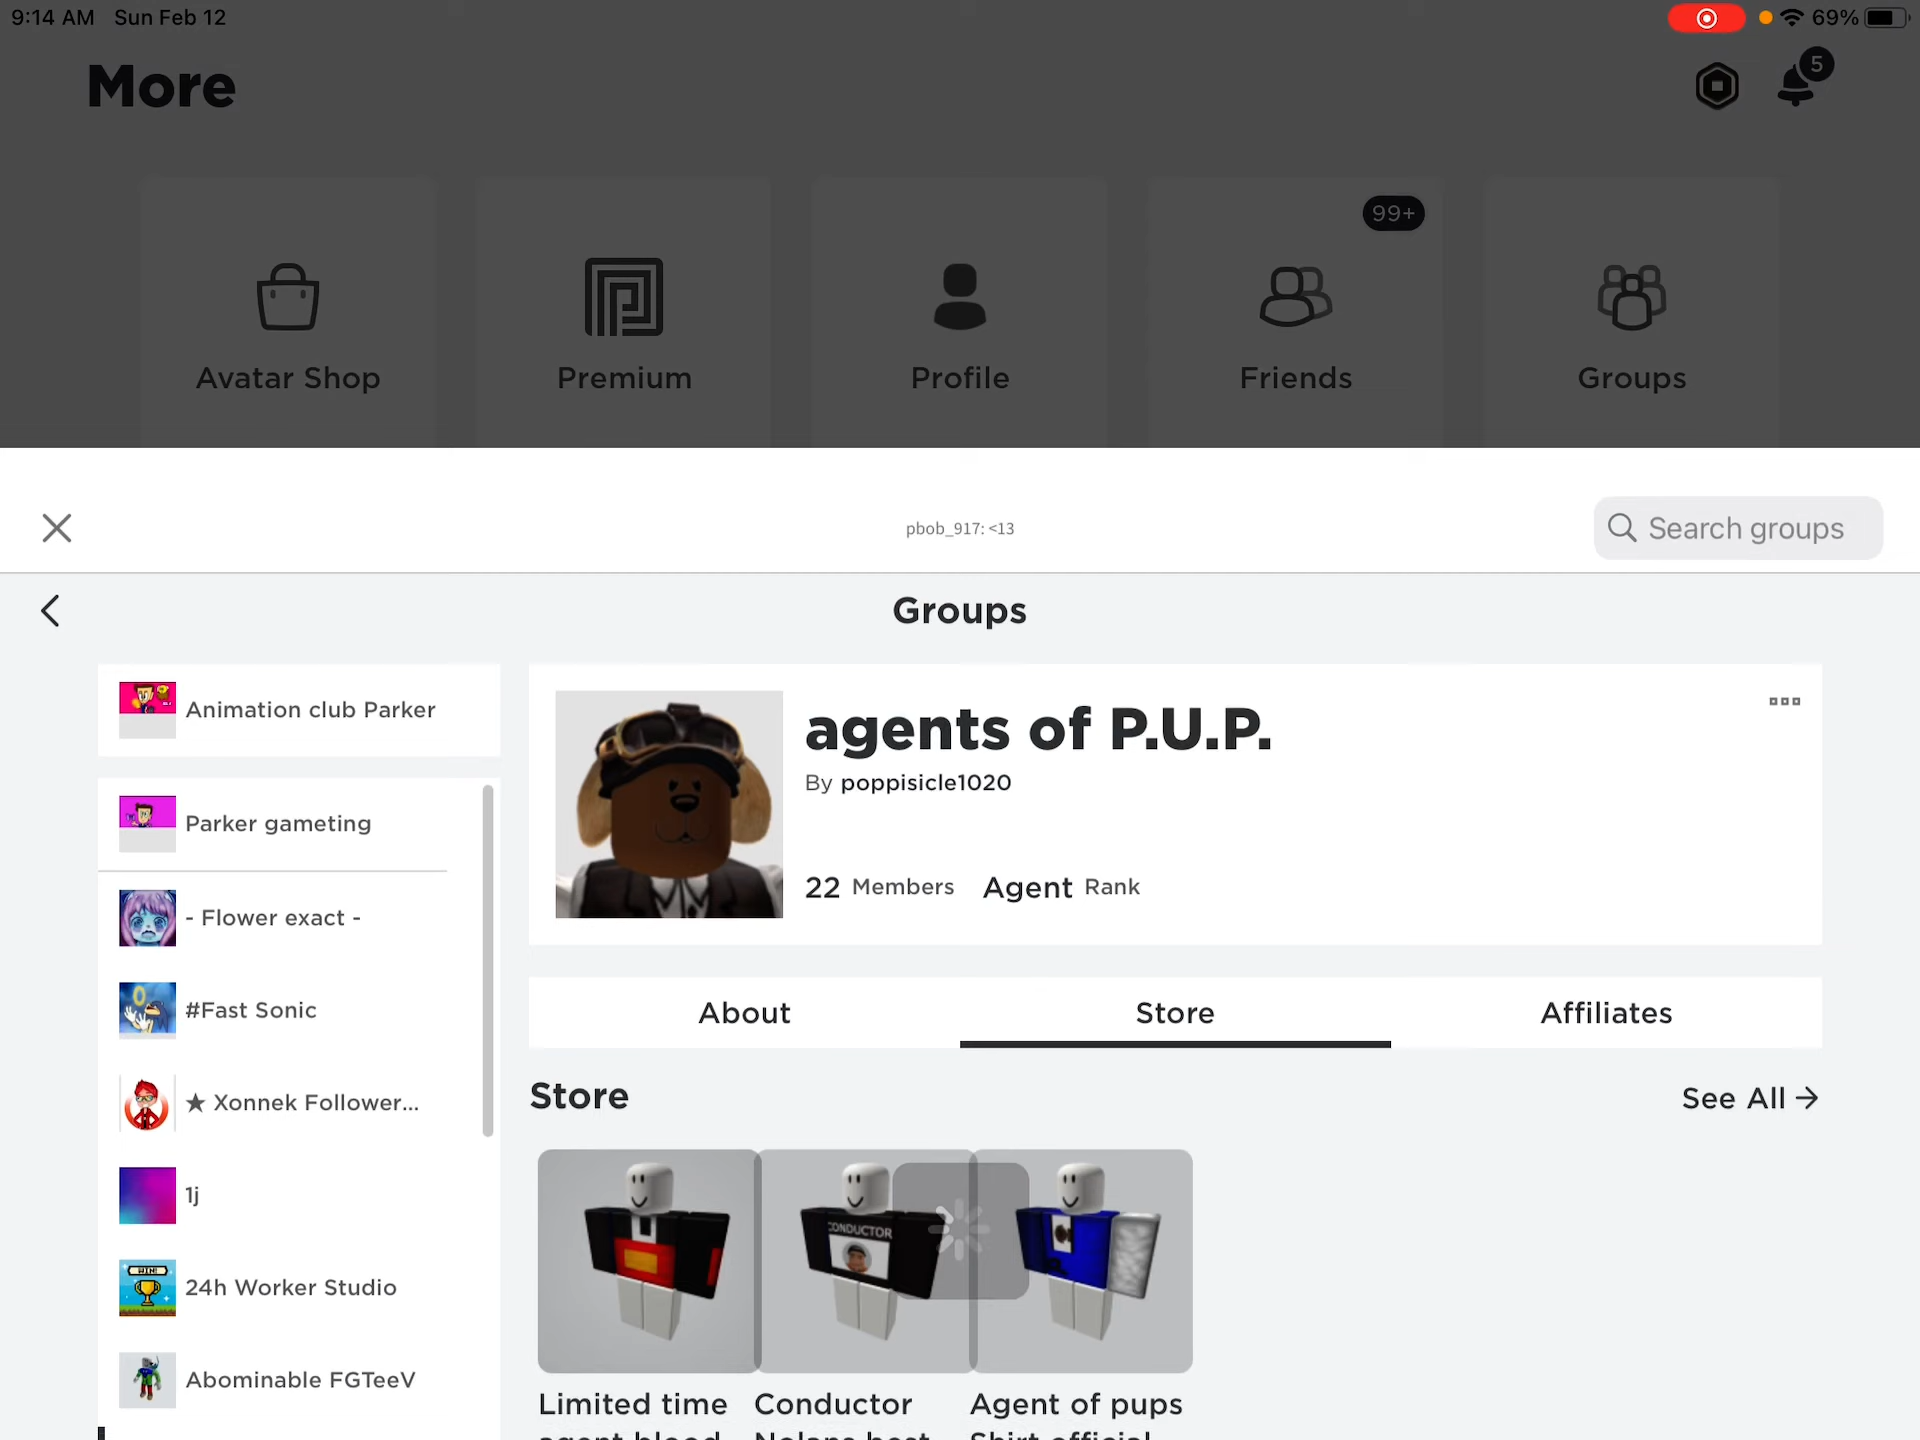 9:14 AM Sun Feb 12
69%
More
5
99+
Avatar Shop
Premium
Profile
Friends
Groups
pbob_917: <13
Search groups
Groups
Animation club Parker
Parker gameting
- Flower exact -
#Fast Sonic
★ Xonnek Follower...
1j
24h Worker Studio
Abominable FGTeeV
agents of P.U.P.
By poppisicle1020
22 Members Agent Rank
About
Store
Affiliates
Store
See All →
CONDUCTOR
Limited time
Conductor
Agent of pups